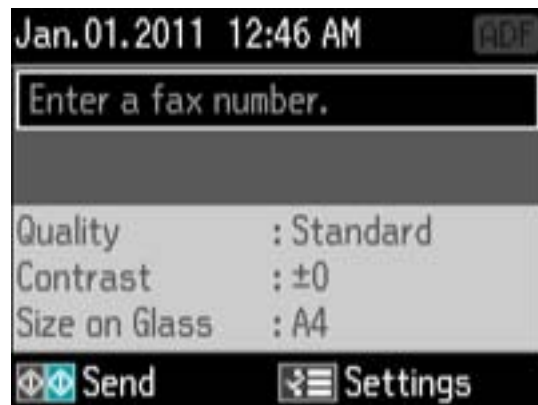 Jan.01.2011 12:46 AM ADF
Enter a fax number.
Quality : Standard
Contrast : ±0
Size on Glass : A4
Send Settings